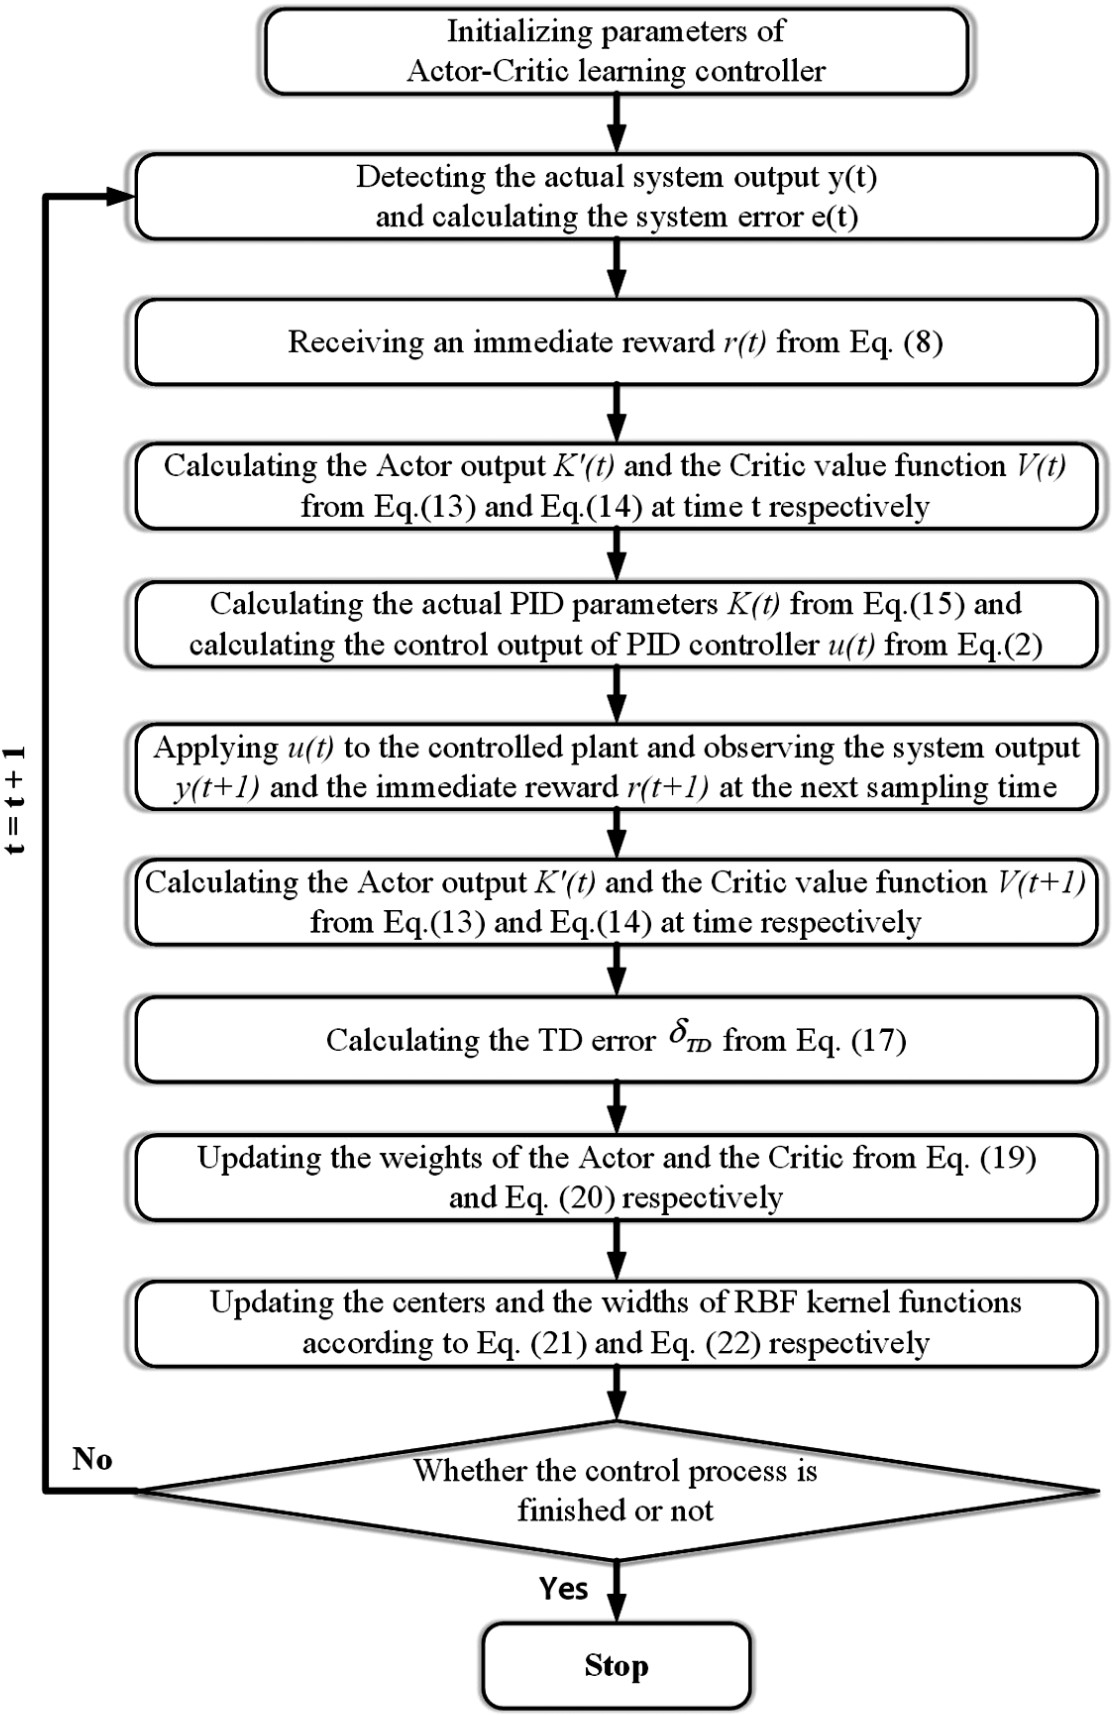 Initializing parameters of
Actor-Critic learning controller
Detecting the actual system output y(t)
and calculating the system error e(t)
Receiving an immediate reward r(t) from Eq. (8)
Calculating the Actor output K'(t) and the Critic value function V(t)
from Eq.(13) and Eq.(14) at time t respectively
Calculating the actual PID parameters K(t) from Eq.(15) and
calculating the control output of PID controller u(t) from Eq.(2)
Applying u(t) to the controlled plant and observing the system output
y(t+1) and the immediate reward r(t+1) at the next sampling time
Calculating the Actor output K'(t) and the Critic value function V(t+1)
from Eq.(13) and Eq.(14) at time respectively
Calculating the TD error δTD from Eq. (17)
Updating the weights of the Actor and the Critic from Eq. (19)
and Eq. (20) respectively
Updating the centers and the widths of RBF kernel functions
according to Eq. (21) and Eq. (22) respectively
Whether the control process is
finished or not
No
t = t + 1
Yes
Stop